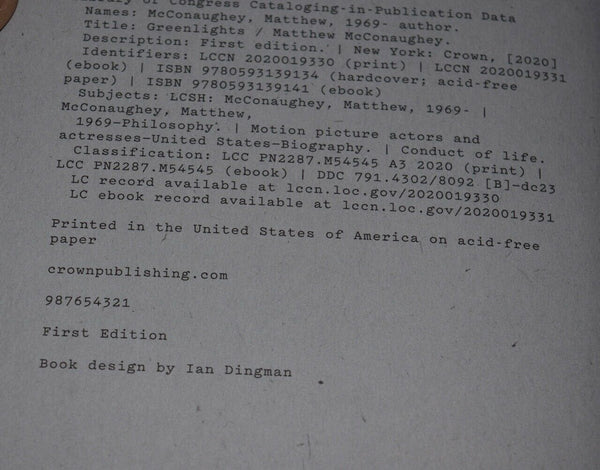 of Congress Cataloging-in-Publication Data
Names: McConaughey, Matthew, 1969- author.
Title: Greenlights / Matthew McConaughey.
Description: First edition. | New York: Crown, [2020]
Identifiers: LCCN 2020019330 (print) | LCCN 2020019331
(ebook) | ISBN 9780593139134 (hardcover; acid-free
paper) | ISBN 9780593139141 (ebook)
Subjects: LCSH: McConaughey, Matthew, 1969- |
McConaughey, Matthew,
1969-Philosophy. | Motion picture actors and
actresses-United States-Biography. | Conduct of life.
Classification: LCC PN2287.M54545 A3 2020 (print) |
LCC PN2287.M54545 (ebook) | DDC 791.4302/8092 [B]-dc23
LC record available at lccn.loc.gov/2020019330
LC ebook record available at lccn.loc.gov/2020019331
Printed in the United States of America on acid-free
paper
crownpublishing.com
987654321
First Edition
Book design by Ian Dingman